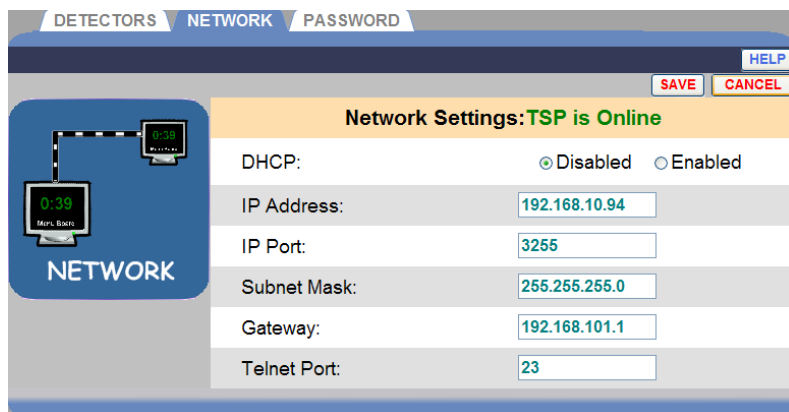 DETECTORS NETWORK PASSWORD
HELP
SAVE CANCEL
Network Settings:TSP is Online
0:39
0:39
Menu Board
NETWORK
DHCP: Disabled Enabled
IP Address: 192.168.10.94
IP Port: 3255
Subnet Mask: 255.255.255.0
Gateway: 192.168.101.1
Telnet Port: 23